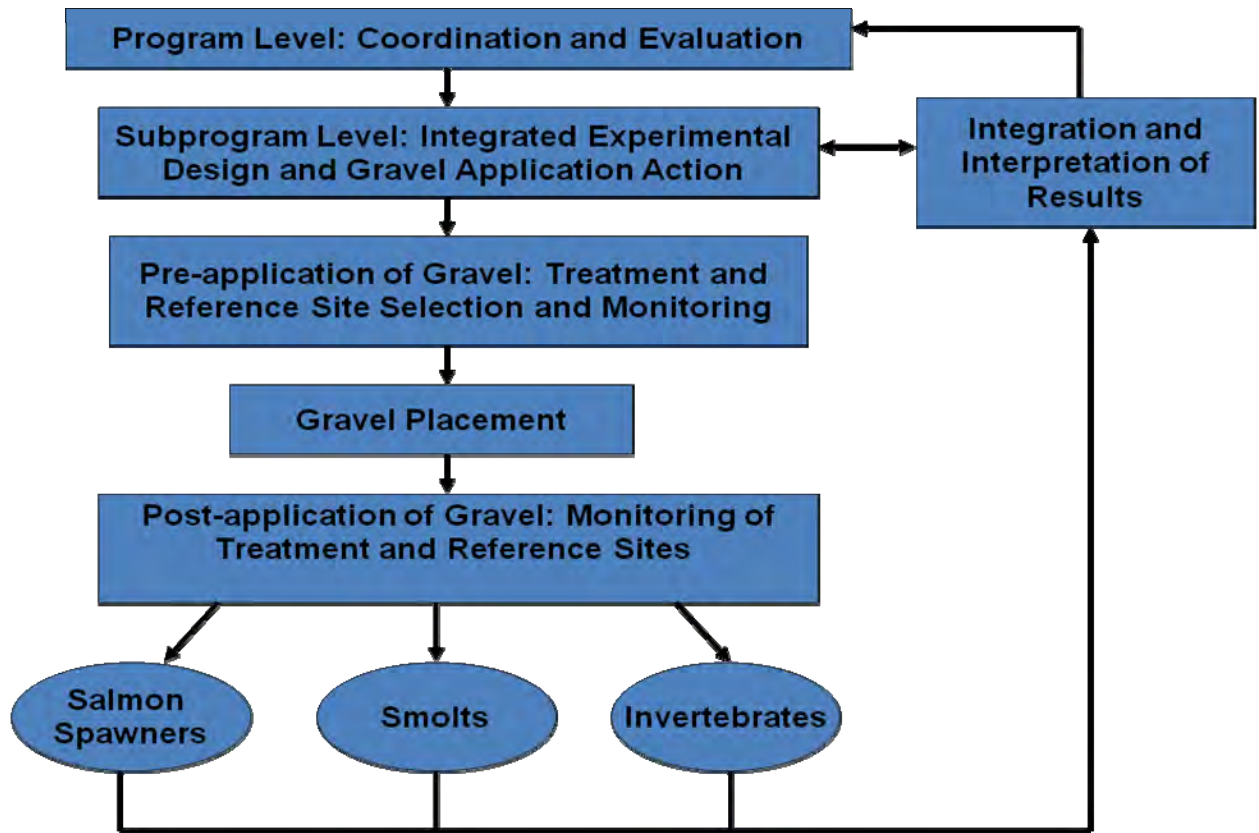 Program Level: Coordination and Evaluation
Subprogram Level: Integrated Experimental
Design and Gravel Application Action
Integration and
Interpretation of
Results
Pre-application of Gravel: Treatment and
Reference Site Selection and Monitoring
Gravel Placement
Post-application of Gravel: Monitoring of
Treatment and Reference Sites
Salmon
Spawners
Smolts
Invertebrates